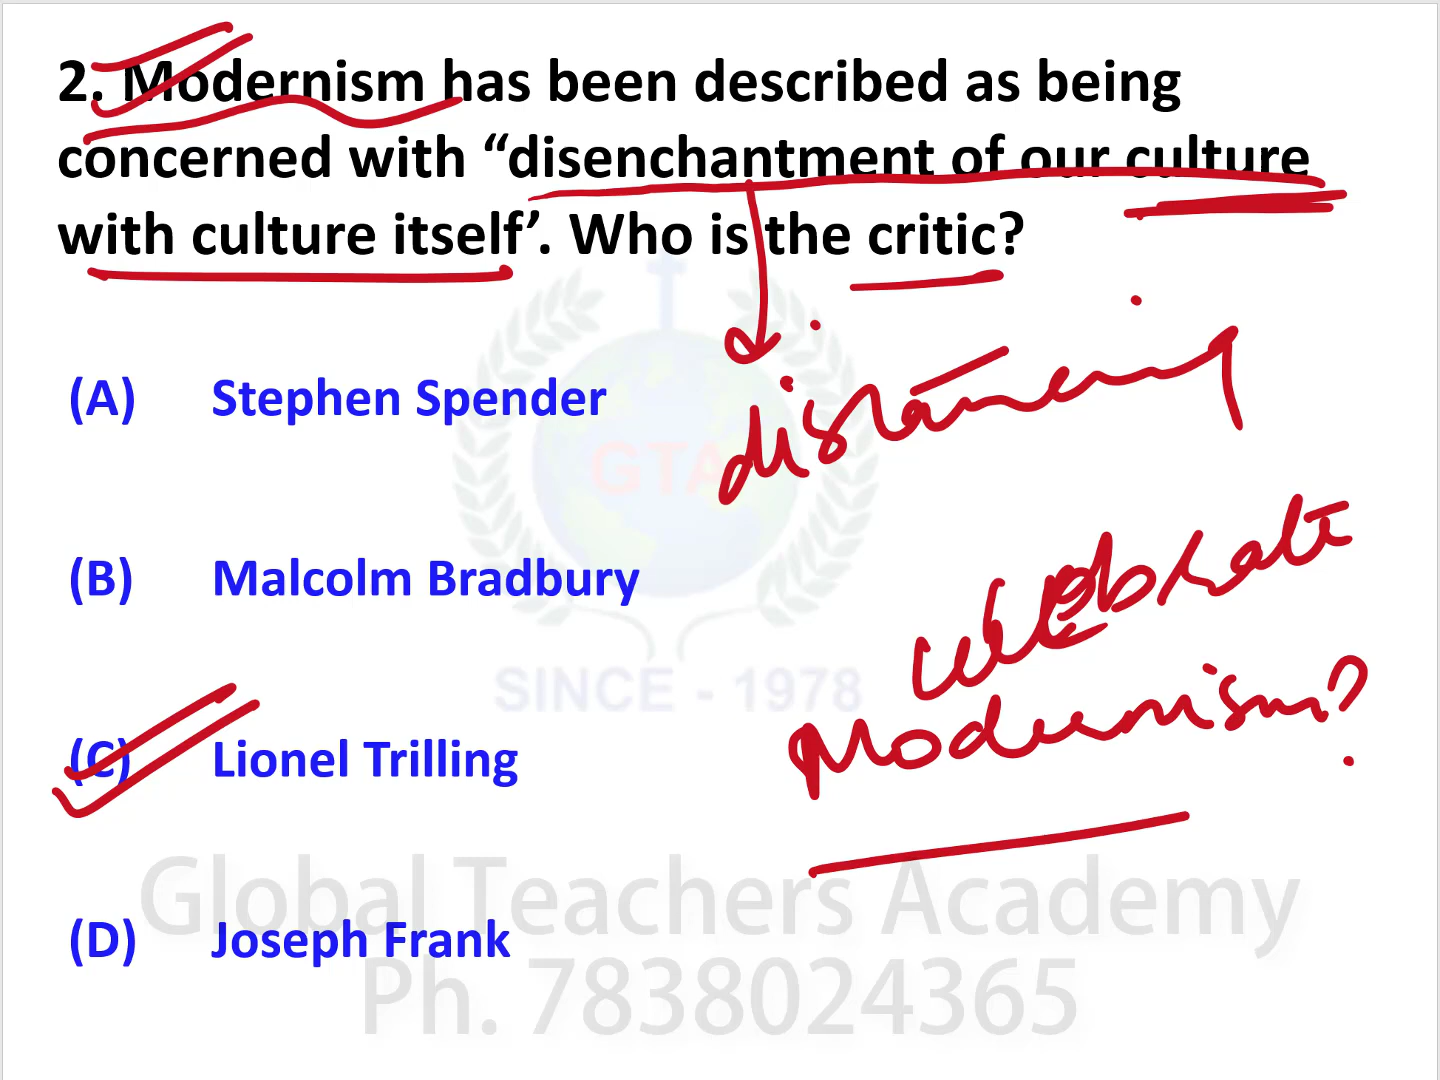 2. Modernism has been described as being
concerned with “disenchantment of our culture
with culture itself’. Who is the critic?
distancing
(A) Stephen Spender
GTA
celebrate
(B) Malcolm Bradbury
SINCE - 1978
Modernism?
(C) Lionel Trilling
Global Teachers Academy
(D) Joseph Frank
Ph. 7838024365